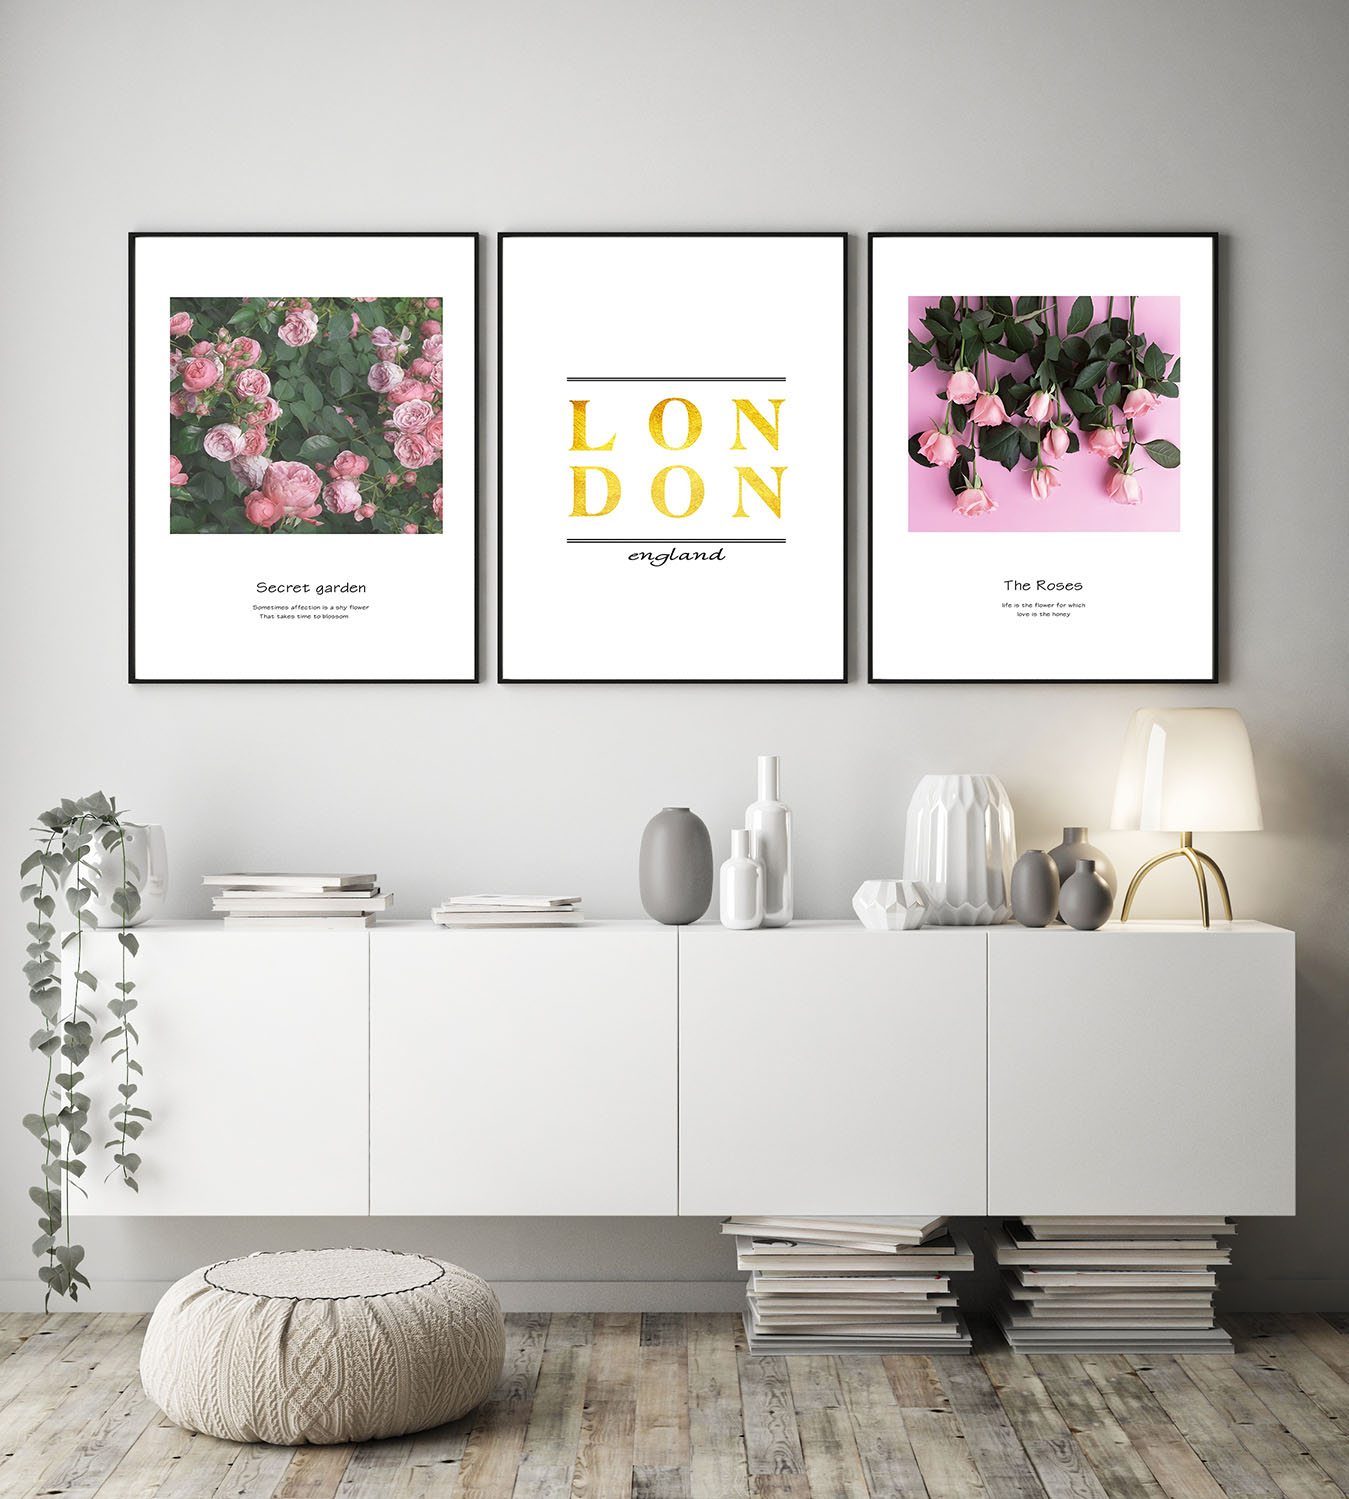 Secret garden
Sometimes affection is a shy flower
That takes time to blossom
LON
DON
england
The Roses
life is the flower for which
love is the honey